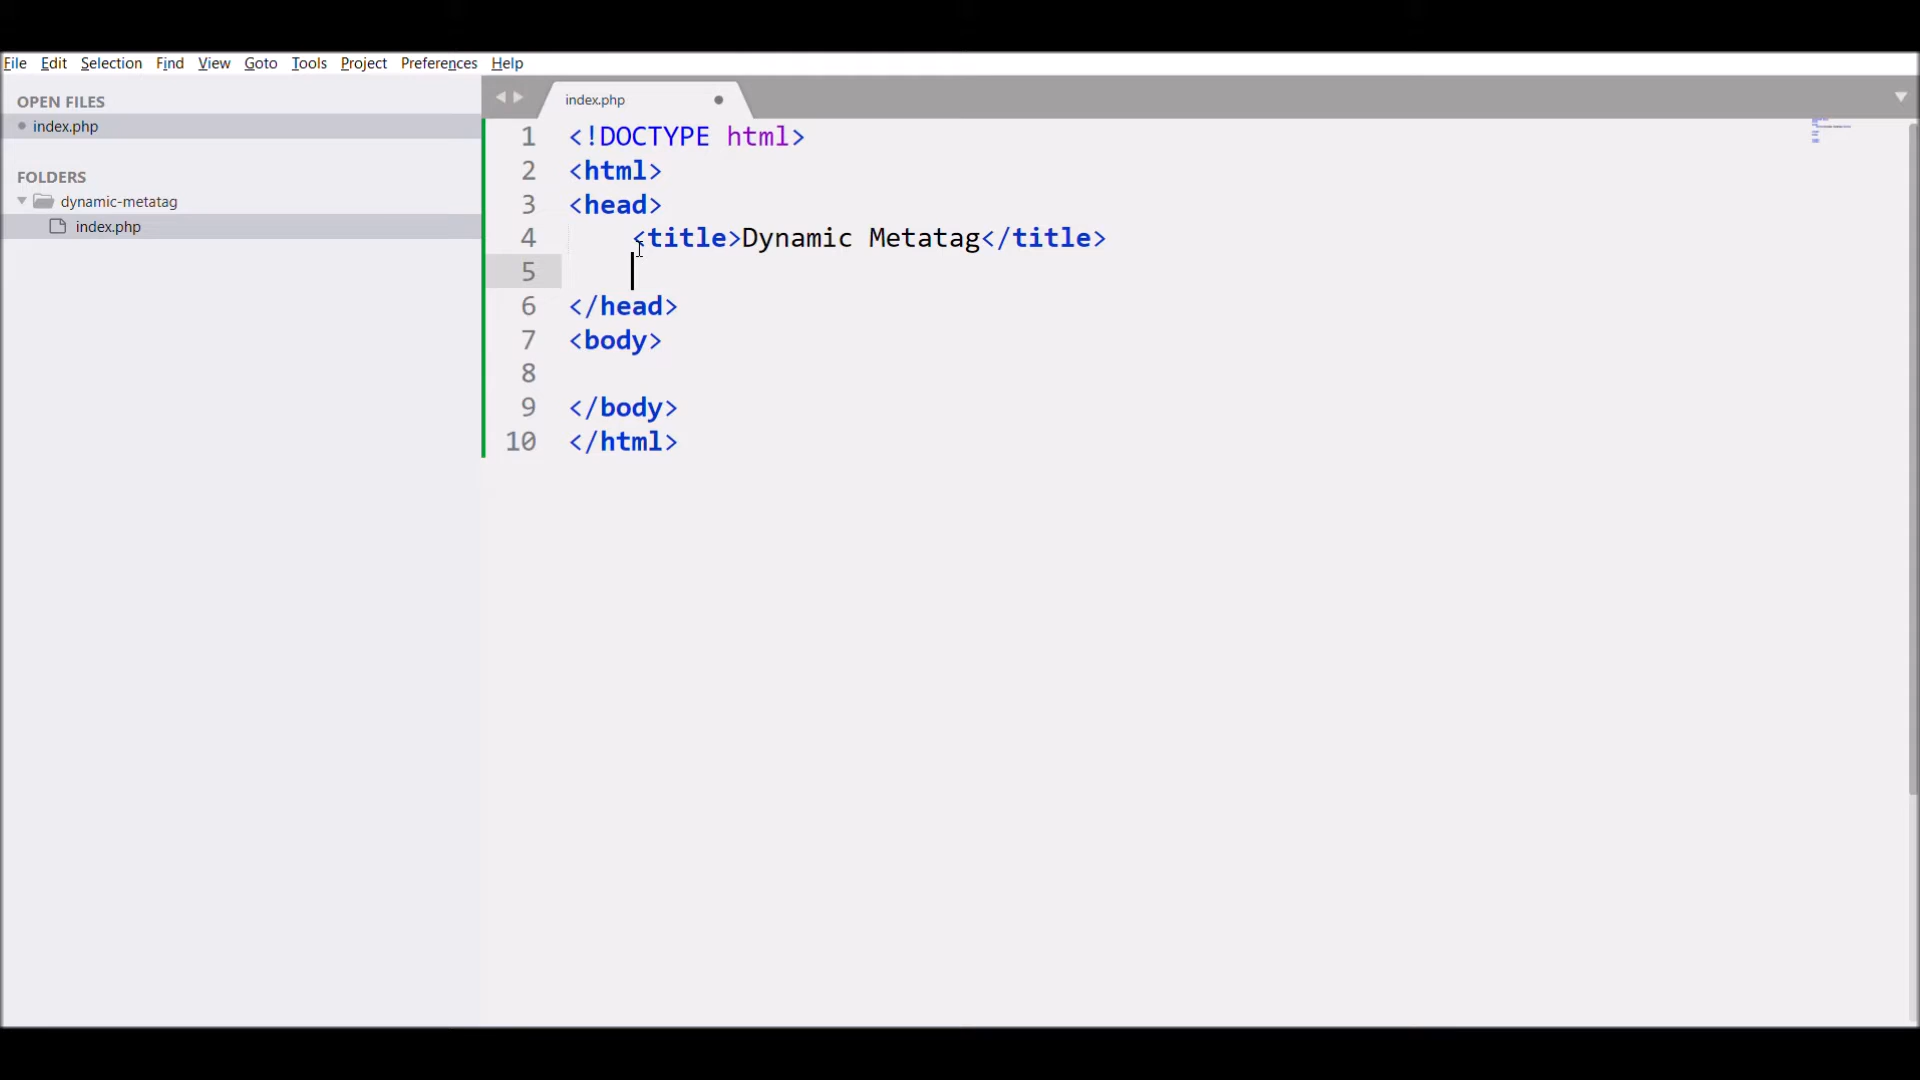 File Edit Selection Find View Goto Tools Project Preferences Help
OPEN FILES
index.php
FOLDERS
dynamic-metatag
index.php
index.php
1 <!DOCTYPE html>
2 <html>
3 <head>
4 <title>Dynamic Metatag</title>
5
6 </head>
7 <body>
8
9 </body>
10 </html>